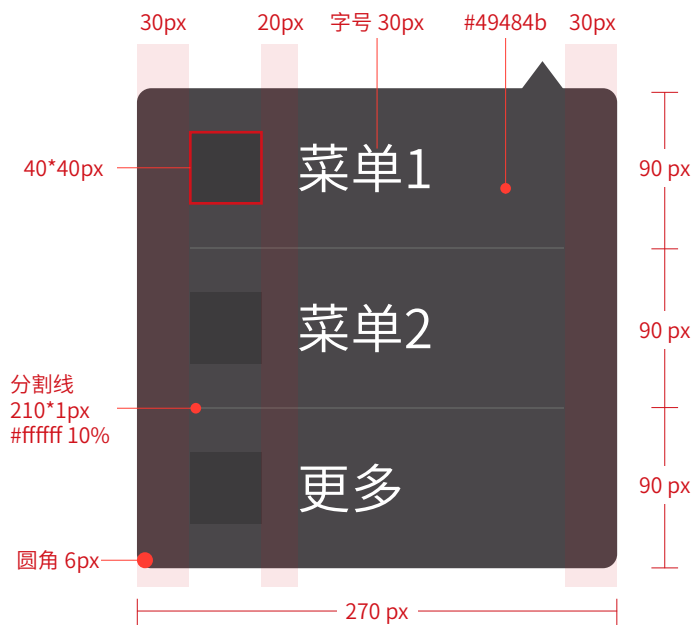 30px
20px
字号 30px
#49484b
30px
40*40px
菜单1
90 px
菜单2
90 px
分割线
210*1px
#ffffff 10%
更多
90 px
圆角 6px
270 px